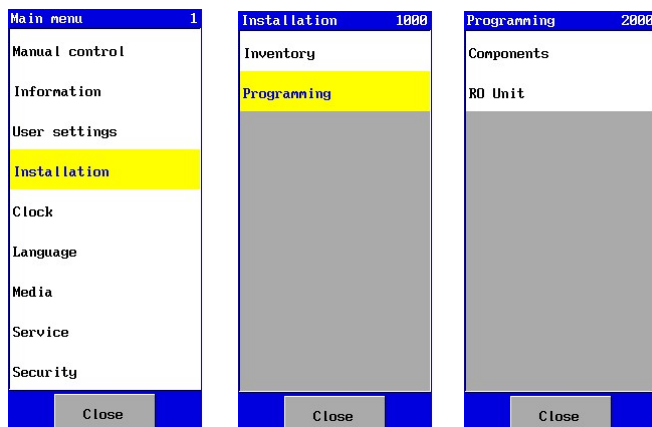 Main menu 1
Manual control
Information
User settings
Installation
Clock
Language
Media
Service
Security
Close
Installation 1000
Inventory
Programming
Close
Programming 2000
Components
RO Unit
Close